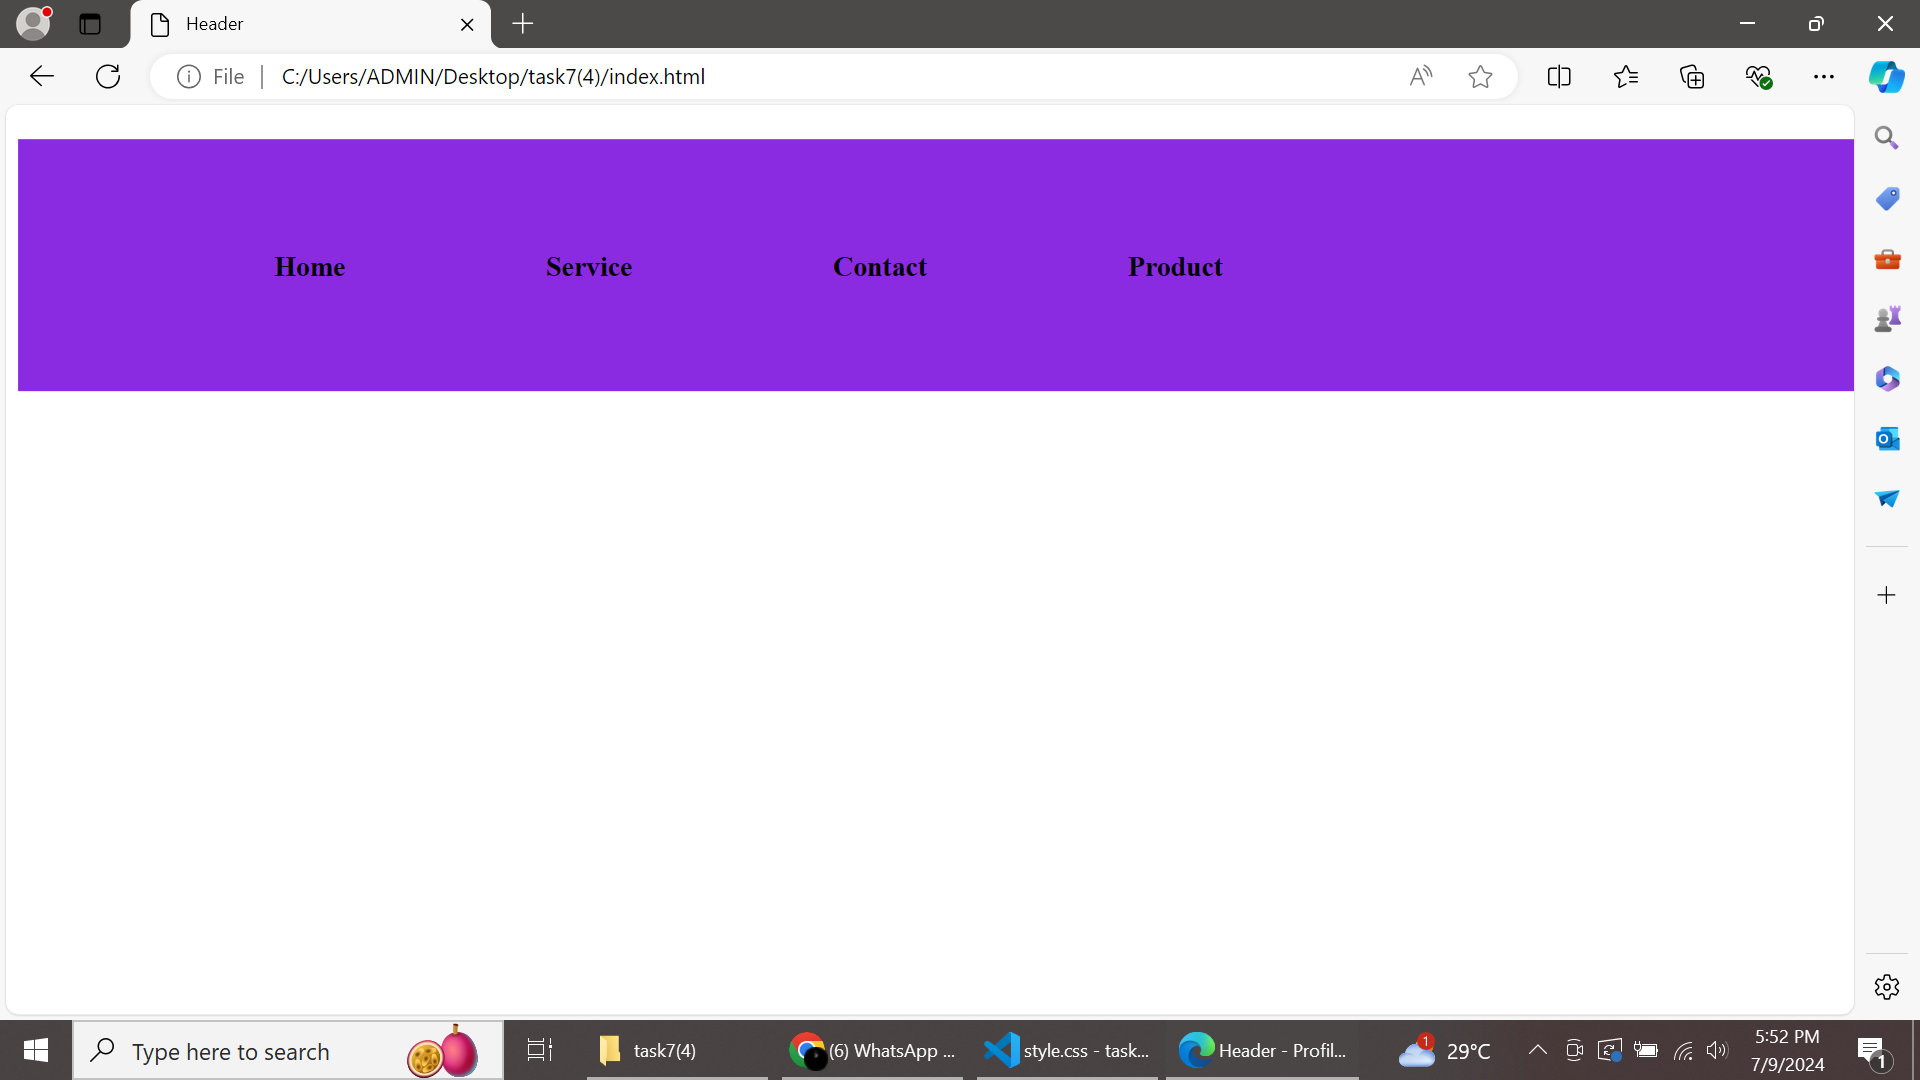 Header
File
C:/Users/ADMIN/Desktop/task7(4)/index.html
Home Service Contact Product
Type here to search
task7(4)
(6) WhatsApp ...
style.css - task...
Header - Profil...
1
29°C
5:52 PM
7/9/2024
1